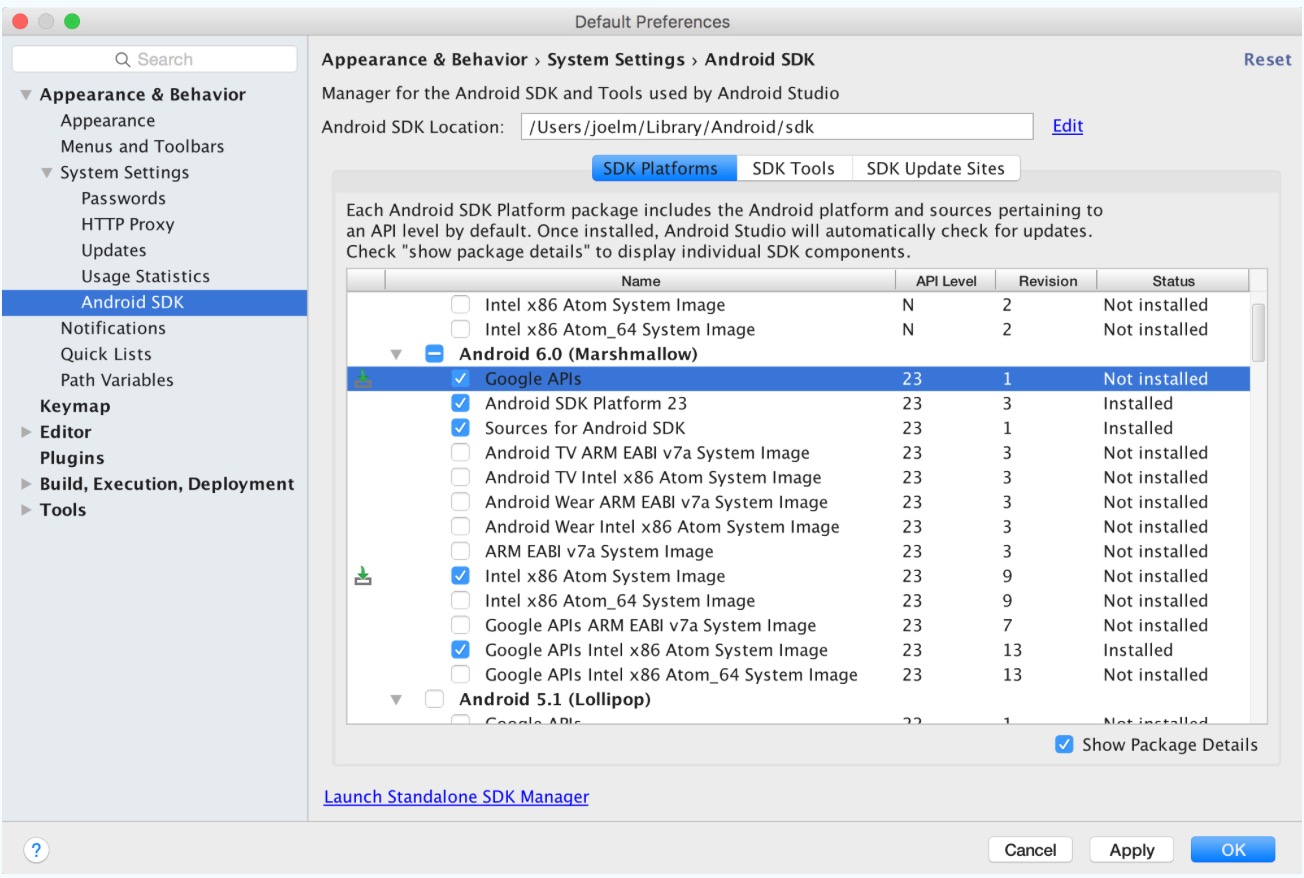 Default Preferences
Search
Appearance & Behavior
Appearance
Menus and Toolbars
System Settings
Passwords
HTTP Proxy
Updates
Usage Statistics
Android SDK
Notifications
Quick Lists
Path Variables
Keymap
Editor
Plugins
Build, Execution, Deployment
Tools
Appearance & Behavior › System Settings › Android SDK
Reset
Manager for the Android SDK and Tools used by Android Studio
Android SDK Location: /Users/joelm/Library/Android/sdk Edit
SDK Platforms SDK Tools SDK Update Sites
Each Android SDK Platform package includes the Android platform and sources pertaining to
an API level by default. Once installed, Android Studio will automatically check for updates.
Check "show package details" to display individual SDK components.
Name API Level Revision Status
Intel x86 Atom System Image N 2 Not installed
Intel x86 Atom_64 System Image N 2 Not installed
Android 6.0 (Marshmallow)
Google APIs 23 1 Not installed
Android SDK Platform 23 23 3 Installed
Sources for Android SDK 23 1 Installed
Android TV ARM EABI v7a System Image 23 3 Not installed
Android TV Intel x86 Atom System Image 23 3 Not installed
Android Wear ARM EABI v7a System Image 23 3 Not installed
Android Wear Intel x86 Atom System Image 23 3 Not installed
ARM EABI v7a System Image 23 3 Not installed
Intel x86 Atom System Image 23 9 Not installed
Intel x86 Atom_64 System Image 23 9 Not installed
Google APIs ARM EABI v7a System Image 23 7 Not installed
Google APIs Intel x86 Atom System Image 23 13 Installed
Google APIs Intel x86 Atom_64 System Image 23 13 Not installed
Android 5.1 (Lollipop)
Google APIs 22 1 Not installed
Show Package Details
Launch Standalone SDK Manager
? Cancel Apply OK